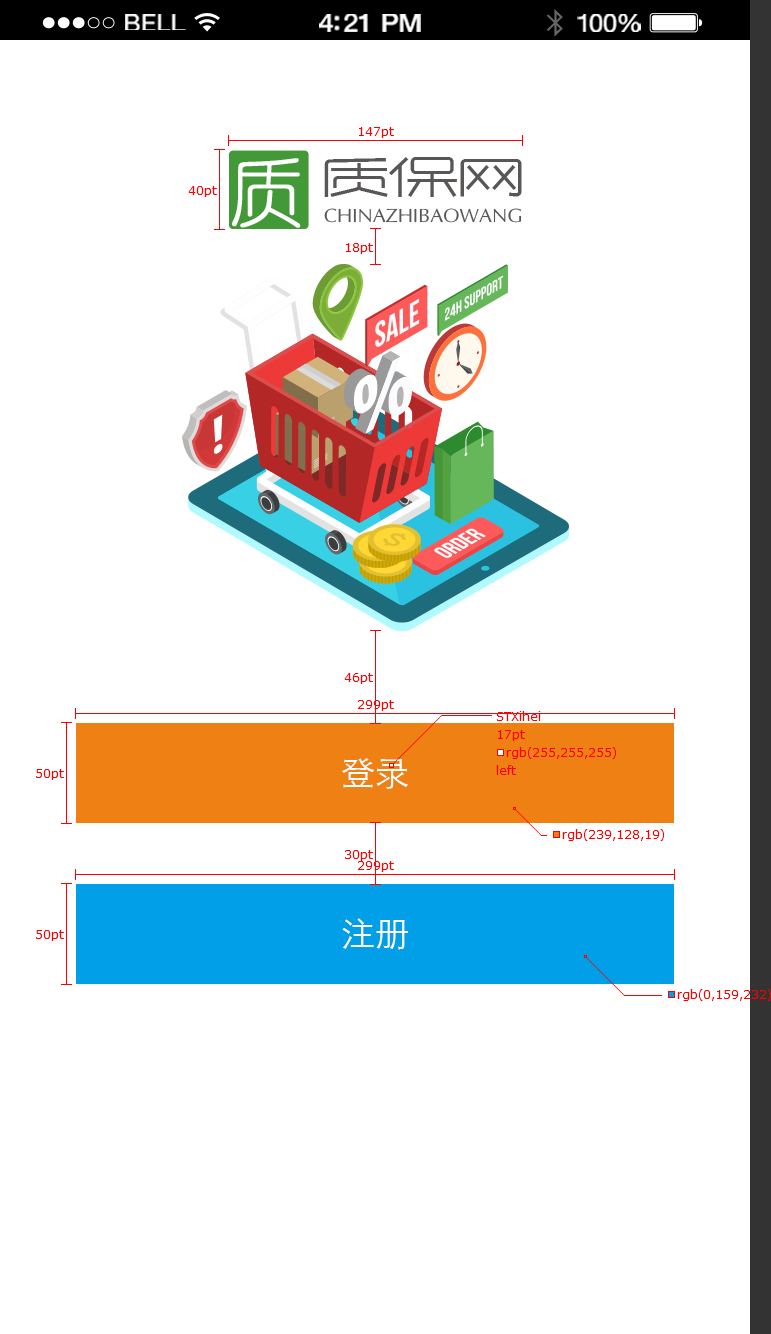 BELL 4:21 PM 100%
147pt
质 质保网
40pt
CHINAZHIBAOWANG
18pt
24H SUPPORT
SALE
%
!
$
ORDER
46pt
299pt
STXihei
17pt
rgb(255,255,255)
left
50pt
登录
rgb(239,128,19)
30pt
299pt
50pt
注册
rgb(0,159,232)